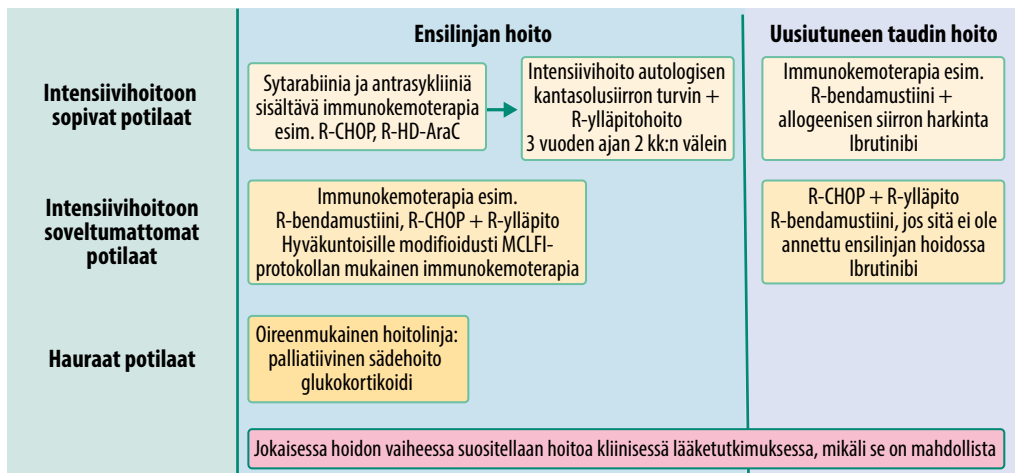 Ensilinjan hoito
Uusiutuneen taudin hoito
Intensiivihoitoon
sopivat potilaat
Sytarabiinia ja antrasykliiniä
sisältävä immunokemoterapia
esim. R-CHOP, R-HD-AraC
Intensiivihoito autologisen
kantasolusiirron turvin +
R-ylläpitohoito
3 vuoden ajan 2 kk:n välein
Immunokemoterapia esim.
R-bendamustiini +
allogeenisen siirron harkinta
Ibrutinibi
Intensiivihoitoon
soveltumattomat
potilaat
Immunokemoterapia esim.
R-bendamustiini, R-CHOP + R-ylläpito
Hyväkuntoisille modifioidusti MCLFI-
protokollan mukainen immunokemoterapia
R-CHOP + R-ylläpito
R-bendamustiini, jos sitä ei ole
annettu ensilinjan hoidossa
Ibrutinibi
Hauraat potilaat
Oireenmukainen hoitolinja:
palliatiivinen sädehoito
glukokortikoidi
Jokaisessa hoidon vaiheessa suositellaan hoitoa kliinisessä lääketutkimuksessa, mikäli se on mahdollista